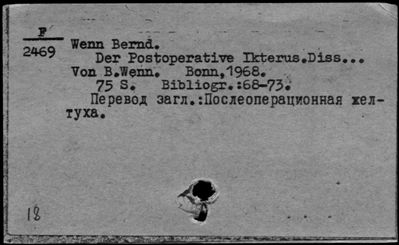 F
2469
Wenn Bernd.
Der Postoperative Ikterus.Diss...
Von B.Wenn. Bonn,1968.
75 S. Bibliogr.:68-73.
Перевод загл.:Послеоперационная жел-
туха.
18